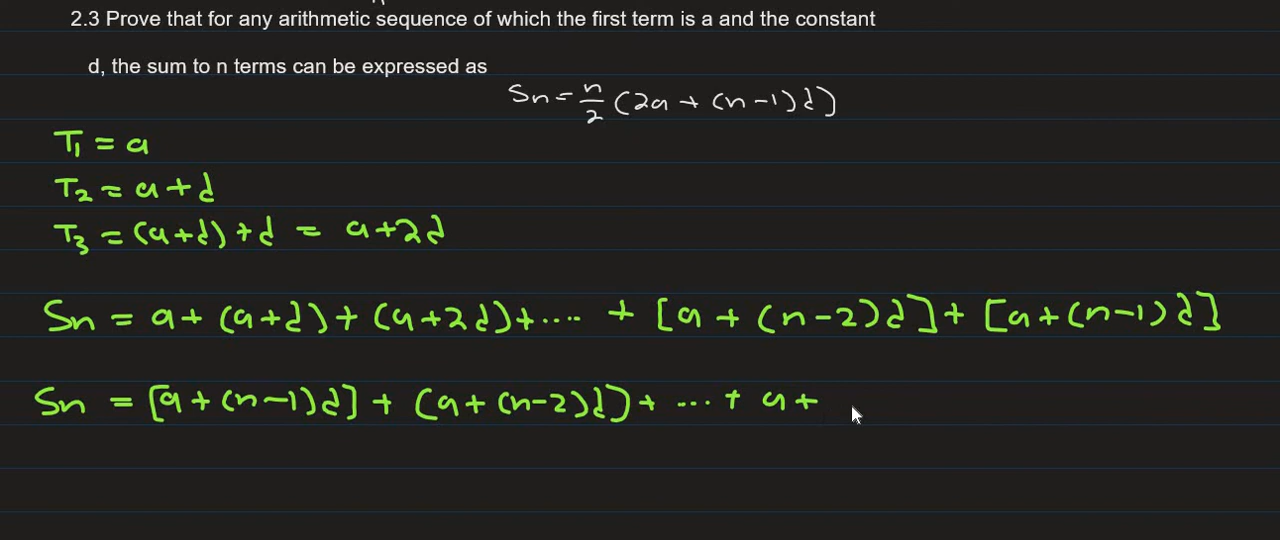 2.3 Prove that for any arithmetic sequence of which the first term is a and the constant
d, the sum to n terms can be expressed as
Sn = n/2 (2a + (n-1)d)
T₁ = a
T₂ = a + d
T₃ = (a+d) + d = a + 2d
Sn = a + (a+d) + (a+2d) + .... + [a + (n-2)d] + [a + (n-1)d]
Sn = [a + (n-1)d] + (a + (n-2)d) + ... + a +